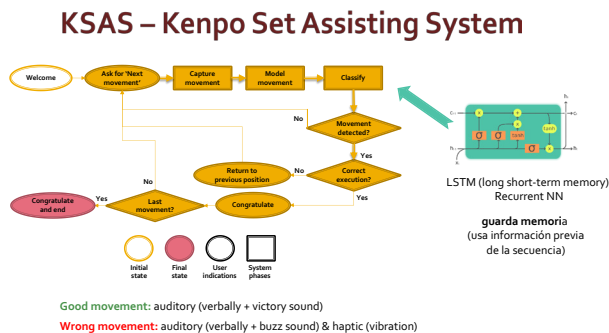 KSAS – Kenpo Set Assisting System
Welcome
Ask for 'Next movement'
Capture movement
Model movement
Classify
No
Movement detected?
Yes
Return to previous position
No
Correct execution?
No
Yes
Congratulate and end
Yes
Last movement?
Congratulate
Initial state
Final state
User indications
System phases
tanh
σ
σ
tanh
σ
LSTM (long short-term memory)
Recurrent NN
guarda memoria
(usa información previa
de la secuencia)
Good movement: auditory (verbally + victory sound)
Wrong movement: auditory (verbally + buzz sound) & haptic (vibration)